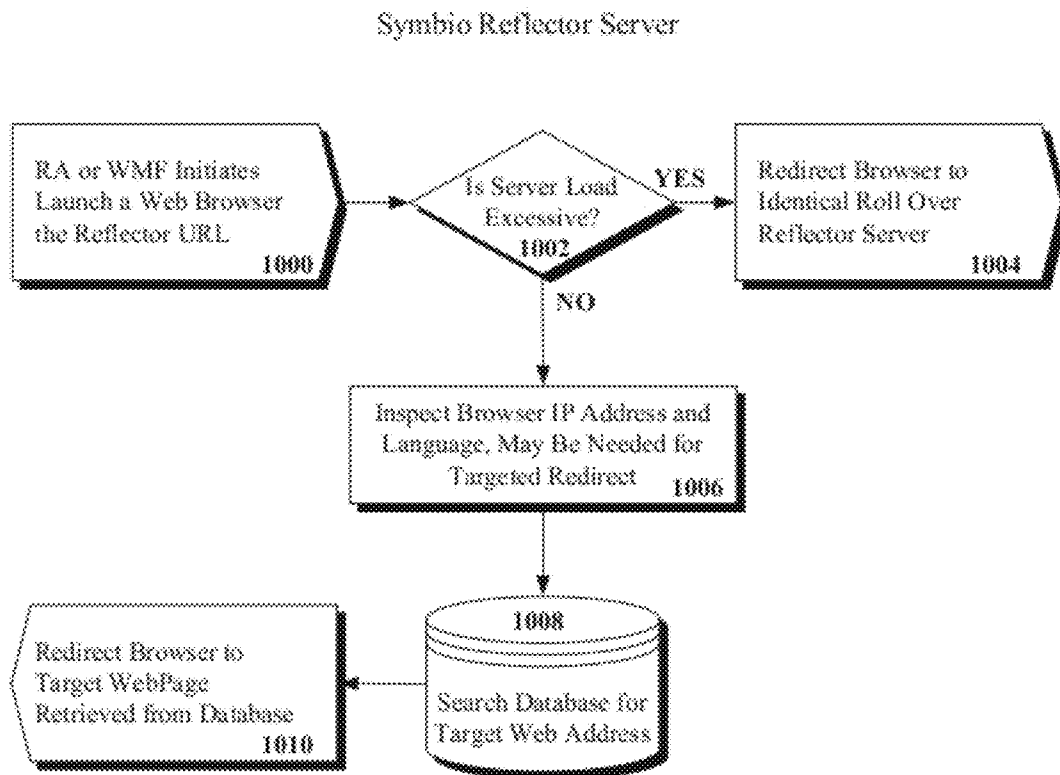 Symbio Reflector Server
RA or WMF Initiates
Launch a Web Browser
the Reflector URL
1000
Is Server Load
Excessive?
1002
YES
Redirect Browser to
Identical Roll Over
Reflector Server
1004
NO
Inspect Browser IP Address and
Language, May Be Needed for
Targeted Redirect
1006
1008
Search Database for
Target Web Address
Redirect Browser to
Target WebPage
Retrieved from Database
1010